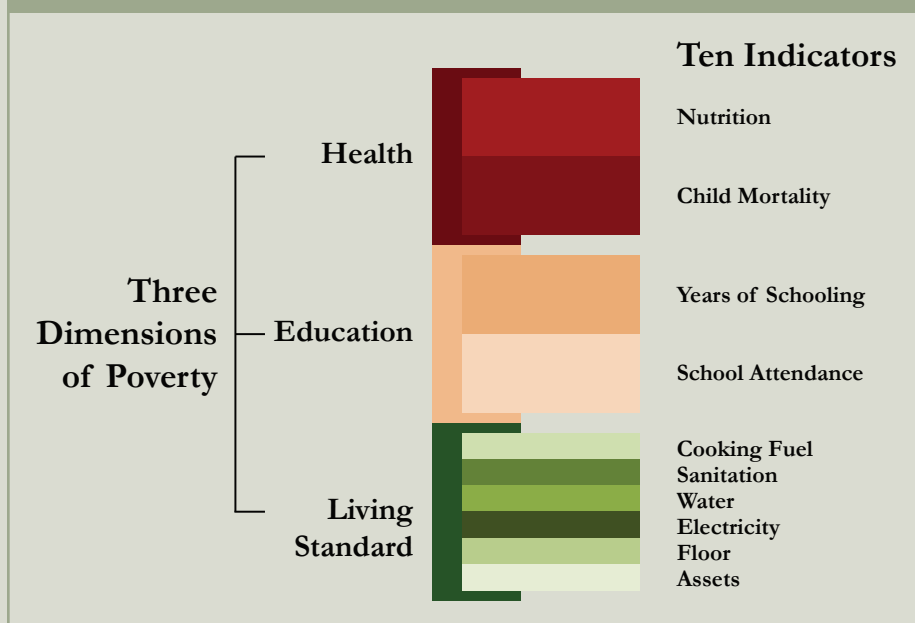 Ten Indicators
Three
Dimensions
of Poverty
Health
Nutrition
Child Mortality
Education
Years of Schooling
School Attendance
Living
Standard
Cooking Fuel
Sanitation
Water
Electricity
Floor
Assets